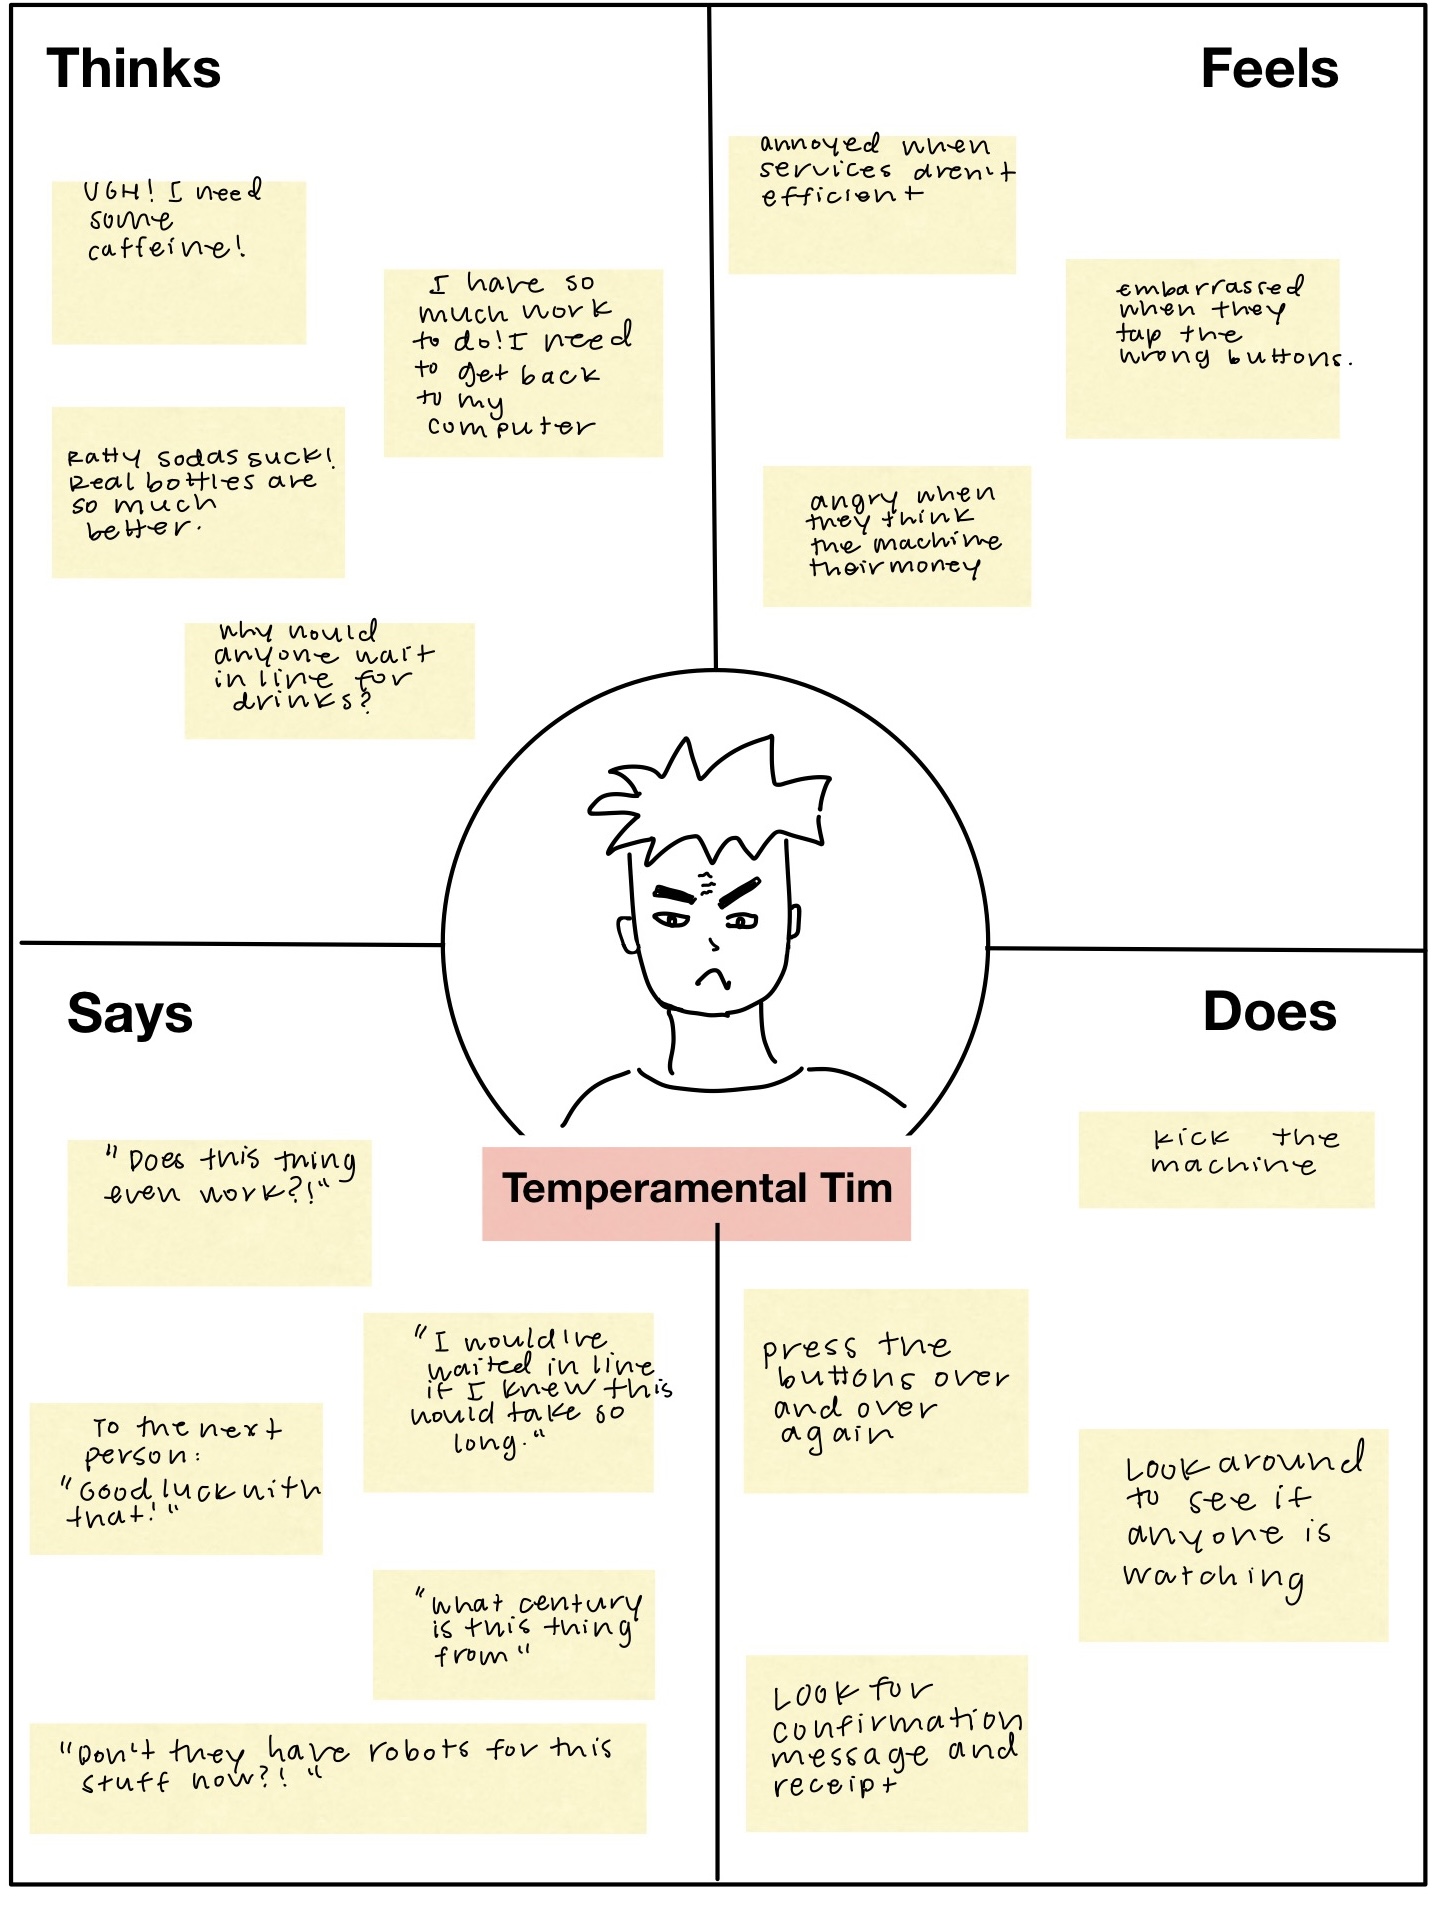 Thinks
UGH! I need
some
caffeine!
I have so
much work
to do! I need
to get back
to my
computer
Ratty sodas suck!
Real bottles are
so much
better.
why would
anyone wait
in line for
drinks?
Feels
annoyed when
services aren't
efficient
embarrassed
when they
tap the
wrong buttons.
angry when
they think
the machine
their money
Temperamental Tim
Says
"Does this thing
even work?!"
"I would've
waited in line
if I knew this
would take so
long."
To the next
person:
"Good luck with
that!"
"what century
is this thing
from"
"Don't they have robots for this
stuff now?!"
Does
kick the
machine
press the
buttons over
and over
again
Look around
to see if
anyone is
watching
Look for
confirmation
message and
receipt